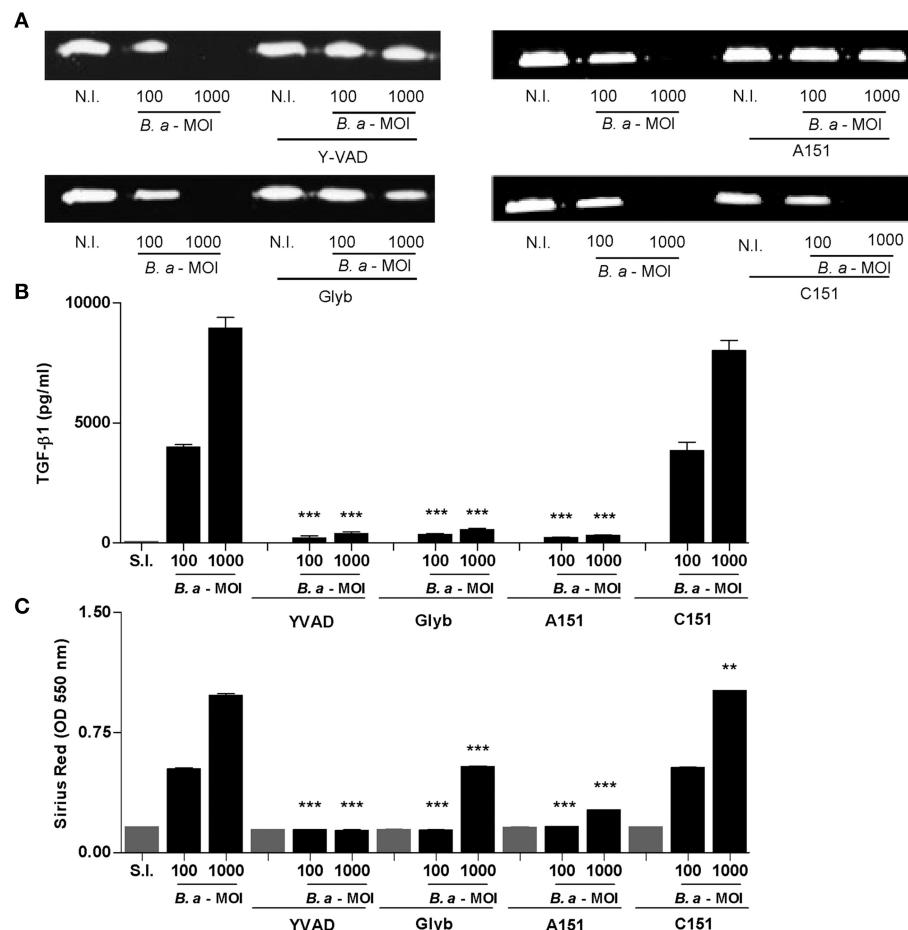 A
N.I. 100 1000 N.I. 100 1000
B. a - MOI B. a - MOI
Y-VAD
N.I. 100 1000 N.I. 100 1000
B. a - MOI B. a - MOI
A151
N.I. 100 1000 N.I. 100 1000
B. a - MOI B. a - MOI
Glyb
N.I. 100 1000 N.I. 100 1000
B. a - MOI B. a - MOI
C151
B
TGF-β1 (pg/ml)
10000
5000
0
*** *** *** *** *** ***
S.I. 100 1000 100 1000 100 1000 100 1000 100 1000
B. a - MOI B. a - MOI B. a - MOI B. a - MOI B. a - MOI
YVAD Glyb A151 C151
C
Sirius Red (OD 550 nm)
1.50
0.75
0.00
*** *** *** *** *** *** **
S.I. 100 1000 100 1000 100 1000 100 1000 100 1000
B. a - MOI B. a - MOI B. a - MOI B. a - MOI B. a - MOI
YVAD Glyb A151 C151